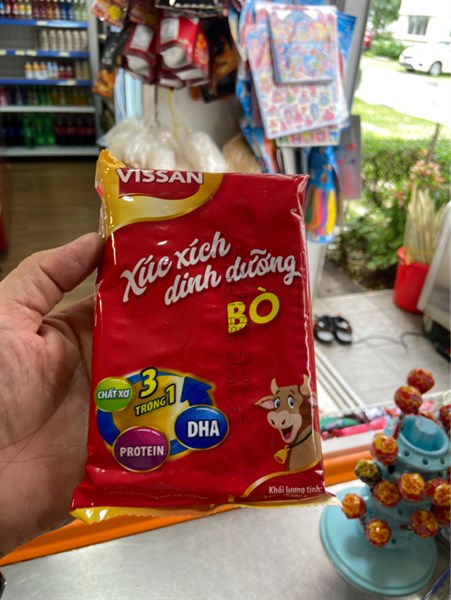 VISSAN
Xúc xích
dinh dưỡng
BÒ
CHẤT XƠ
3
TRONG 1
DHA
PROTEIN
Khối lượng tịnh: